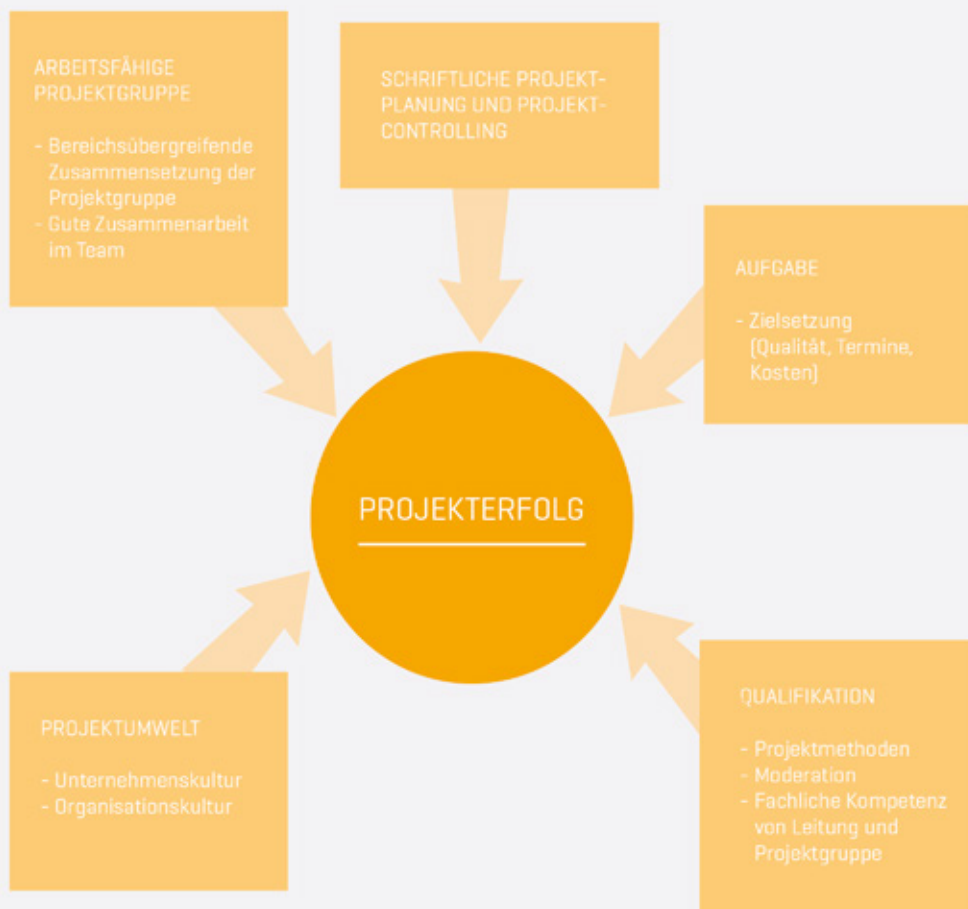 ARBEITSFÄHIGE
PROJEKTGRUPPE
- Bereichsübergreifende
Zusammensetzung der
Projektgruppe
- Gute Zusammenarbeit
im Team
SCHRIFTLICHE PROJEKT-
PLANUNG UND PROJEKT-
CONTROLLING
AUFGABE
- Zielsetzung
(Qualität, Termine,
Kosten)
PROJEKTERFOLG
PROJEKTUMWELT
- Unternehmenskultur
- Organisationskultur
QUALIFIKATION
- Projektmethoden
- Moderation
- Fachliche Kompetenz
von Leitung und
Projektgruppe